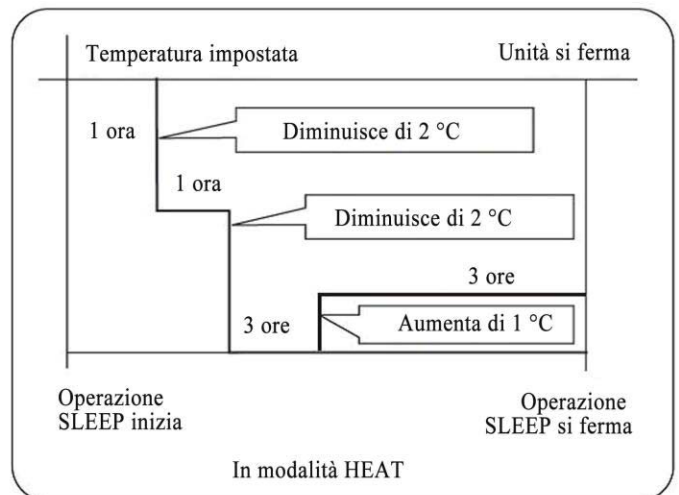 Temperatura impostata
Unità si ferma
1 ora
Diminuisce di 2 °C
1 ora
Diminuisce di 2 °C
3 ore
3 ore
Aumenta di 1 °C
Operazione
SLEEP inizia
Operazione
SLEEP si ferma
In modalità HEAT